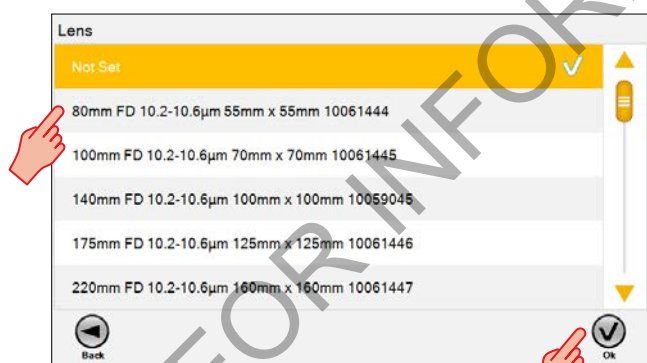 Lens
Not Set
80mm FD 10.2-10.6µm 55mm x 55mm 10061444
100mm FD 10.2-10.6µm 70mm x 70mm 10061445
140mm FD 10.2-10.6µm 100mm x 100mm 10059045
175mm FD 10.2-10.6µm 125mm x 125mm 10061446
220mm FD 10.2-10.6µm 160mm x 160mm 10061447
Back
Ok
FOR INFOR